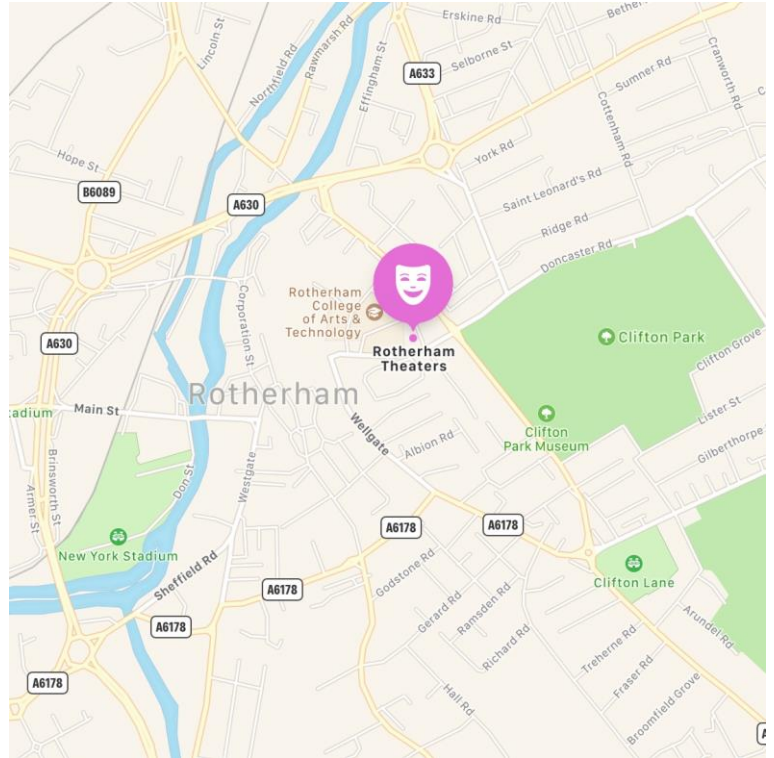 Erskine Rd
Lincoln St
Northfield Rd
Rawmarsh Rd
Effingham St
Selborne St
A633
Cranworth Rd
Sumner Rd
Cottenham Rd
York Rd
Hope St
B6089
A630
Saint Leonard's Rd
Ridge Rd
Doncaster Rd
Rotherham
College
of Arts &
Technology
Corporation St
A630
Clifton Park
Rotherham
Theaters
Clifton Grove
Rotherham
Main St
Wellgate
Lister St
Clifton
Park Museum
Albion Rd
Gilberthorpe
Brinsworth St
Armer St
Don St
Westgate
A6178
A6178
New York Stadium
Sheffield Rd
Godstone Rd
Clifton Lane
A6178
Gerard Rd
Ramsden Rd
Arundel Rd
A6178
Richard Rd
Treherne Rd
Fraser Rd
A6178
Hall Rd
Broomfield Grove